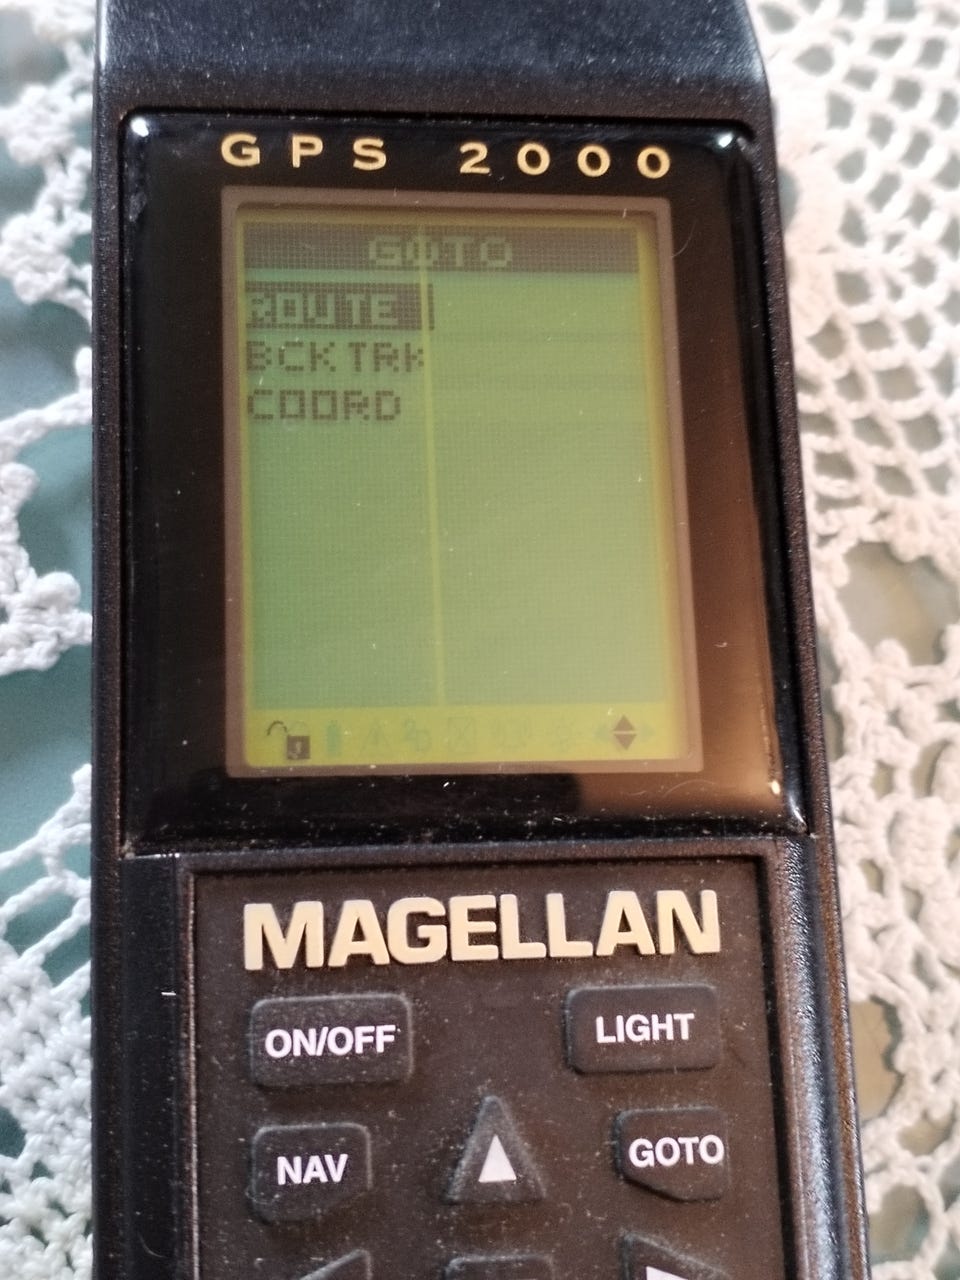 GPS 2000
GOTO
ROUTE
BCKTRK
COORD
MAGELLAN
ON/OFF
LIGHT
NAV
GOTO